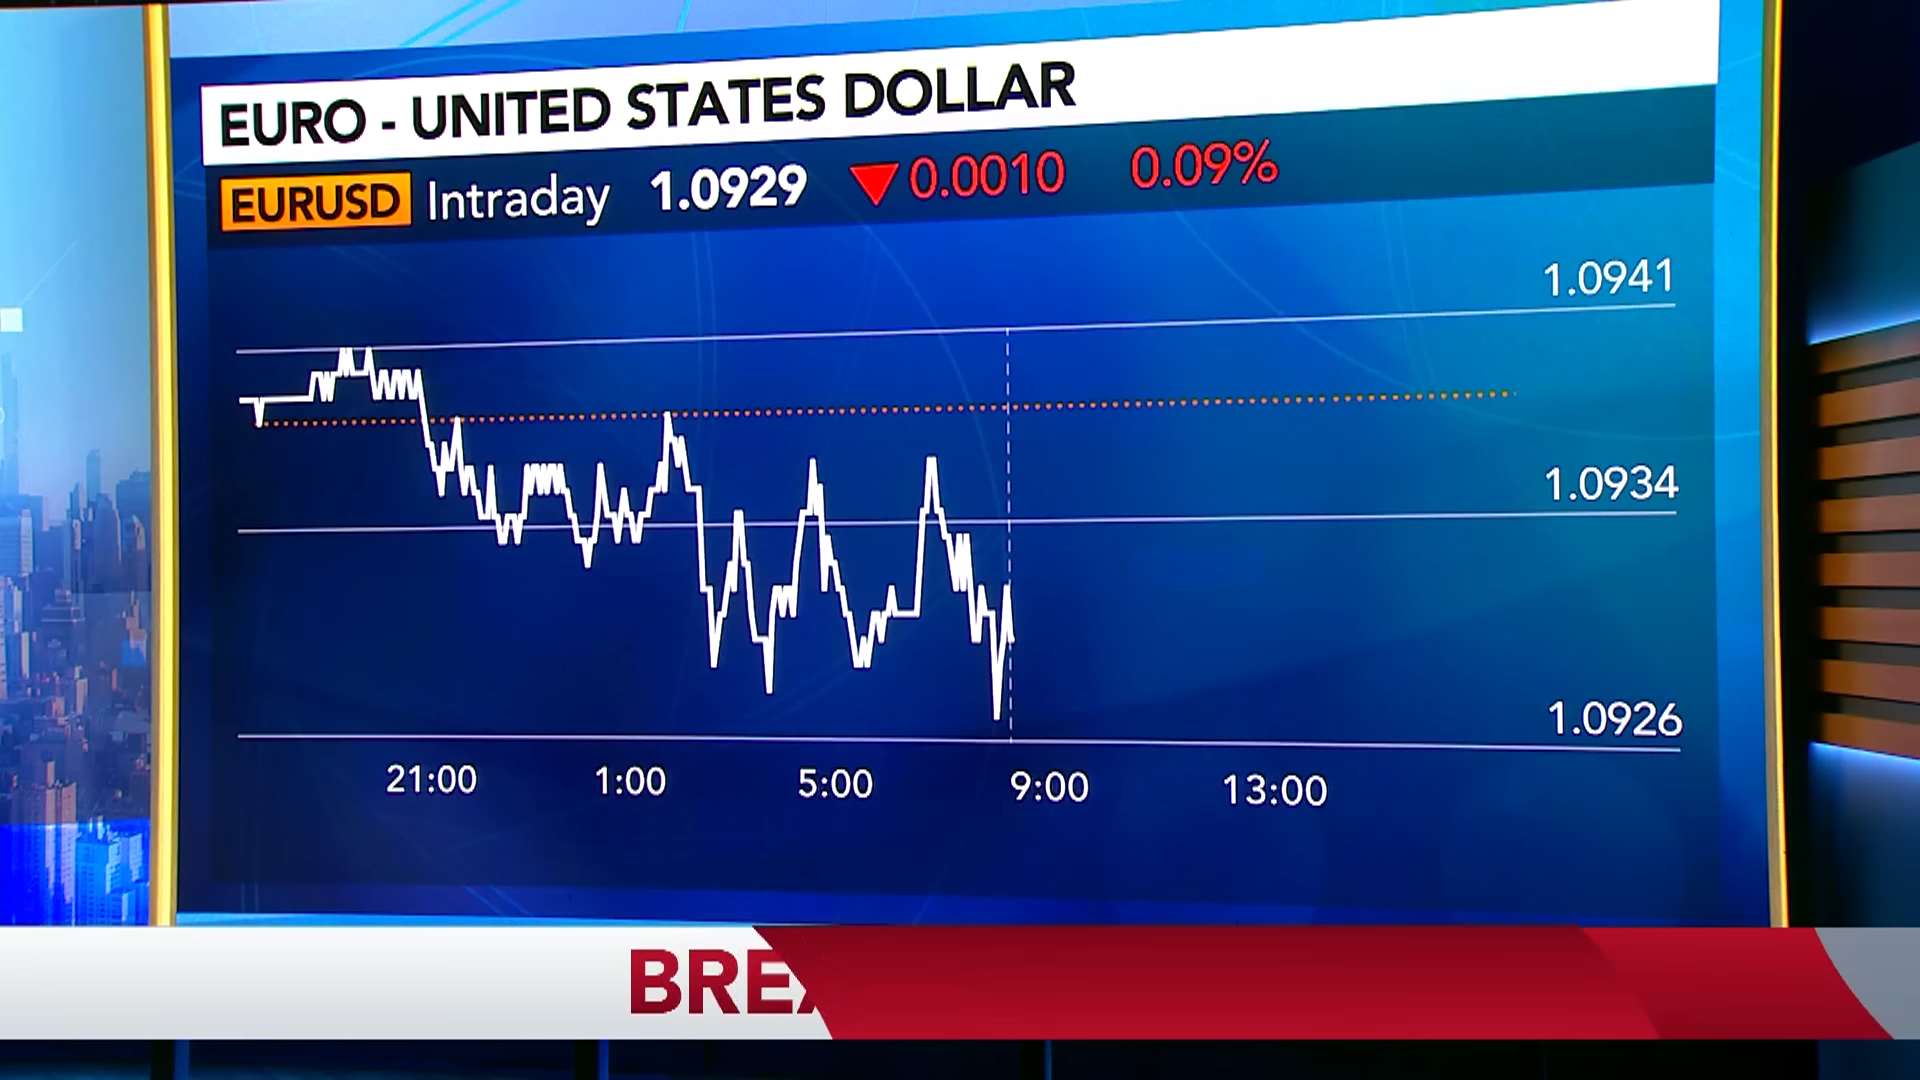 EURO - UNITED STATES DOLLAR
EURUSD Intraday 1.0929 ▼0.0010 0.09%
1.0941
1.0934
1.0926
21:00 1:00 5:00 9:00 13:00